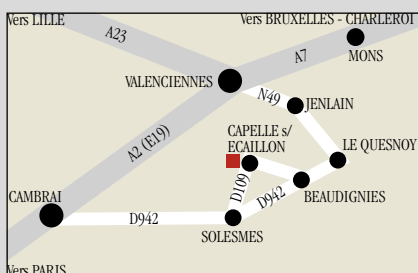 Vers LILLE
Vers BRUXELLES - CHARLEROI
A23
A7
MONS
VALENCIENNES
N49
JENLAIN
CAPELLE s/
ECAILLON
A2 (E19)
LE QUESNOY
D109
D942
BEAUDIGNIES
CAMBRAI
D942
SOLESMES
Vers PARIS